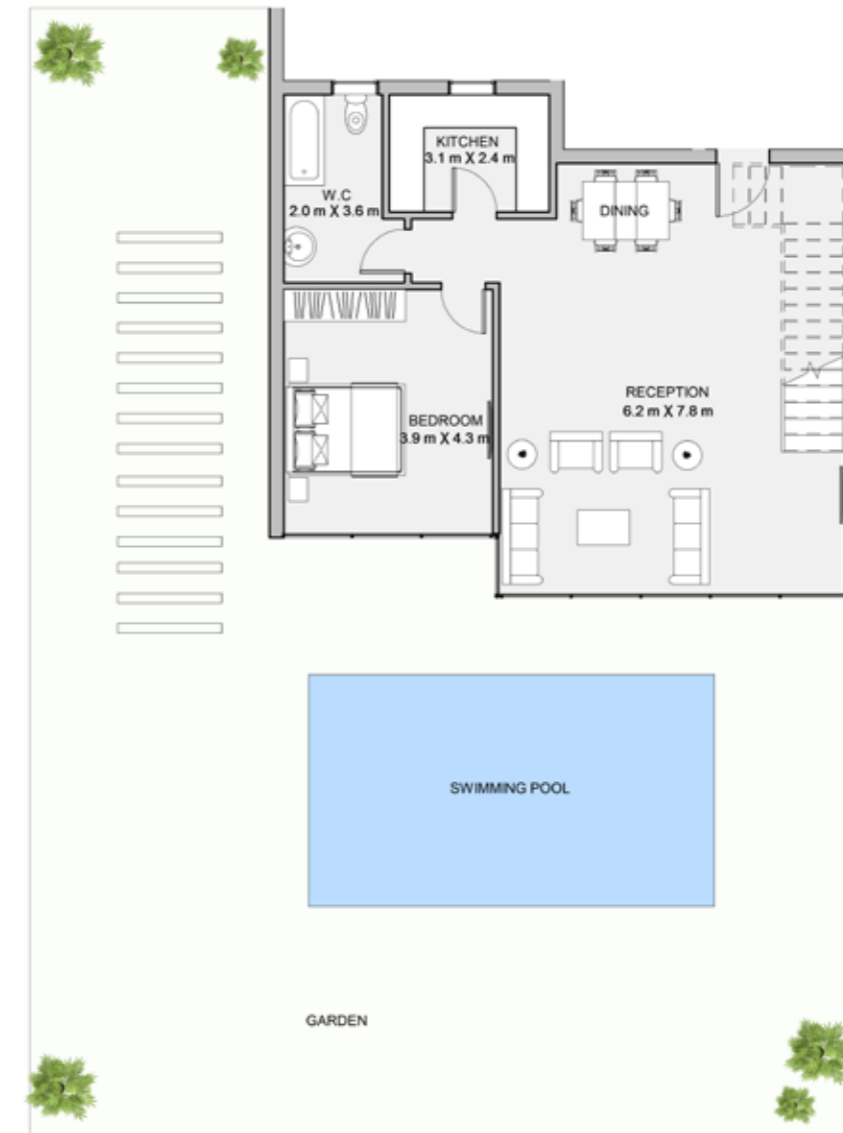 KITCHEN
3.1 m X 2.4 m
W.C
2.0 m X 3.6 m
DINING
RECEPTION
6.2 m X 7.8 m
BEDROOM
3.9 m X 4.3 m
SWIMMING POOL
GARDEN